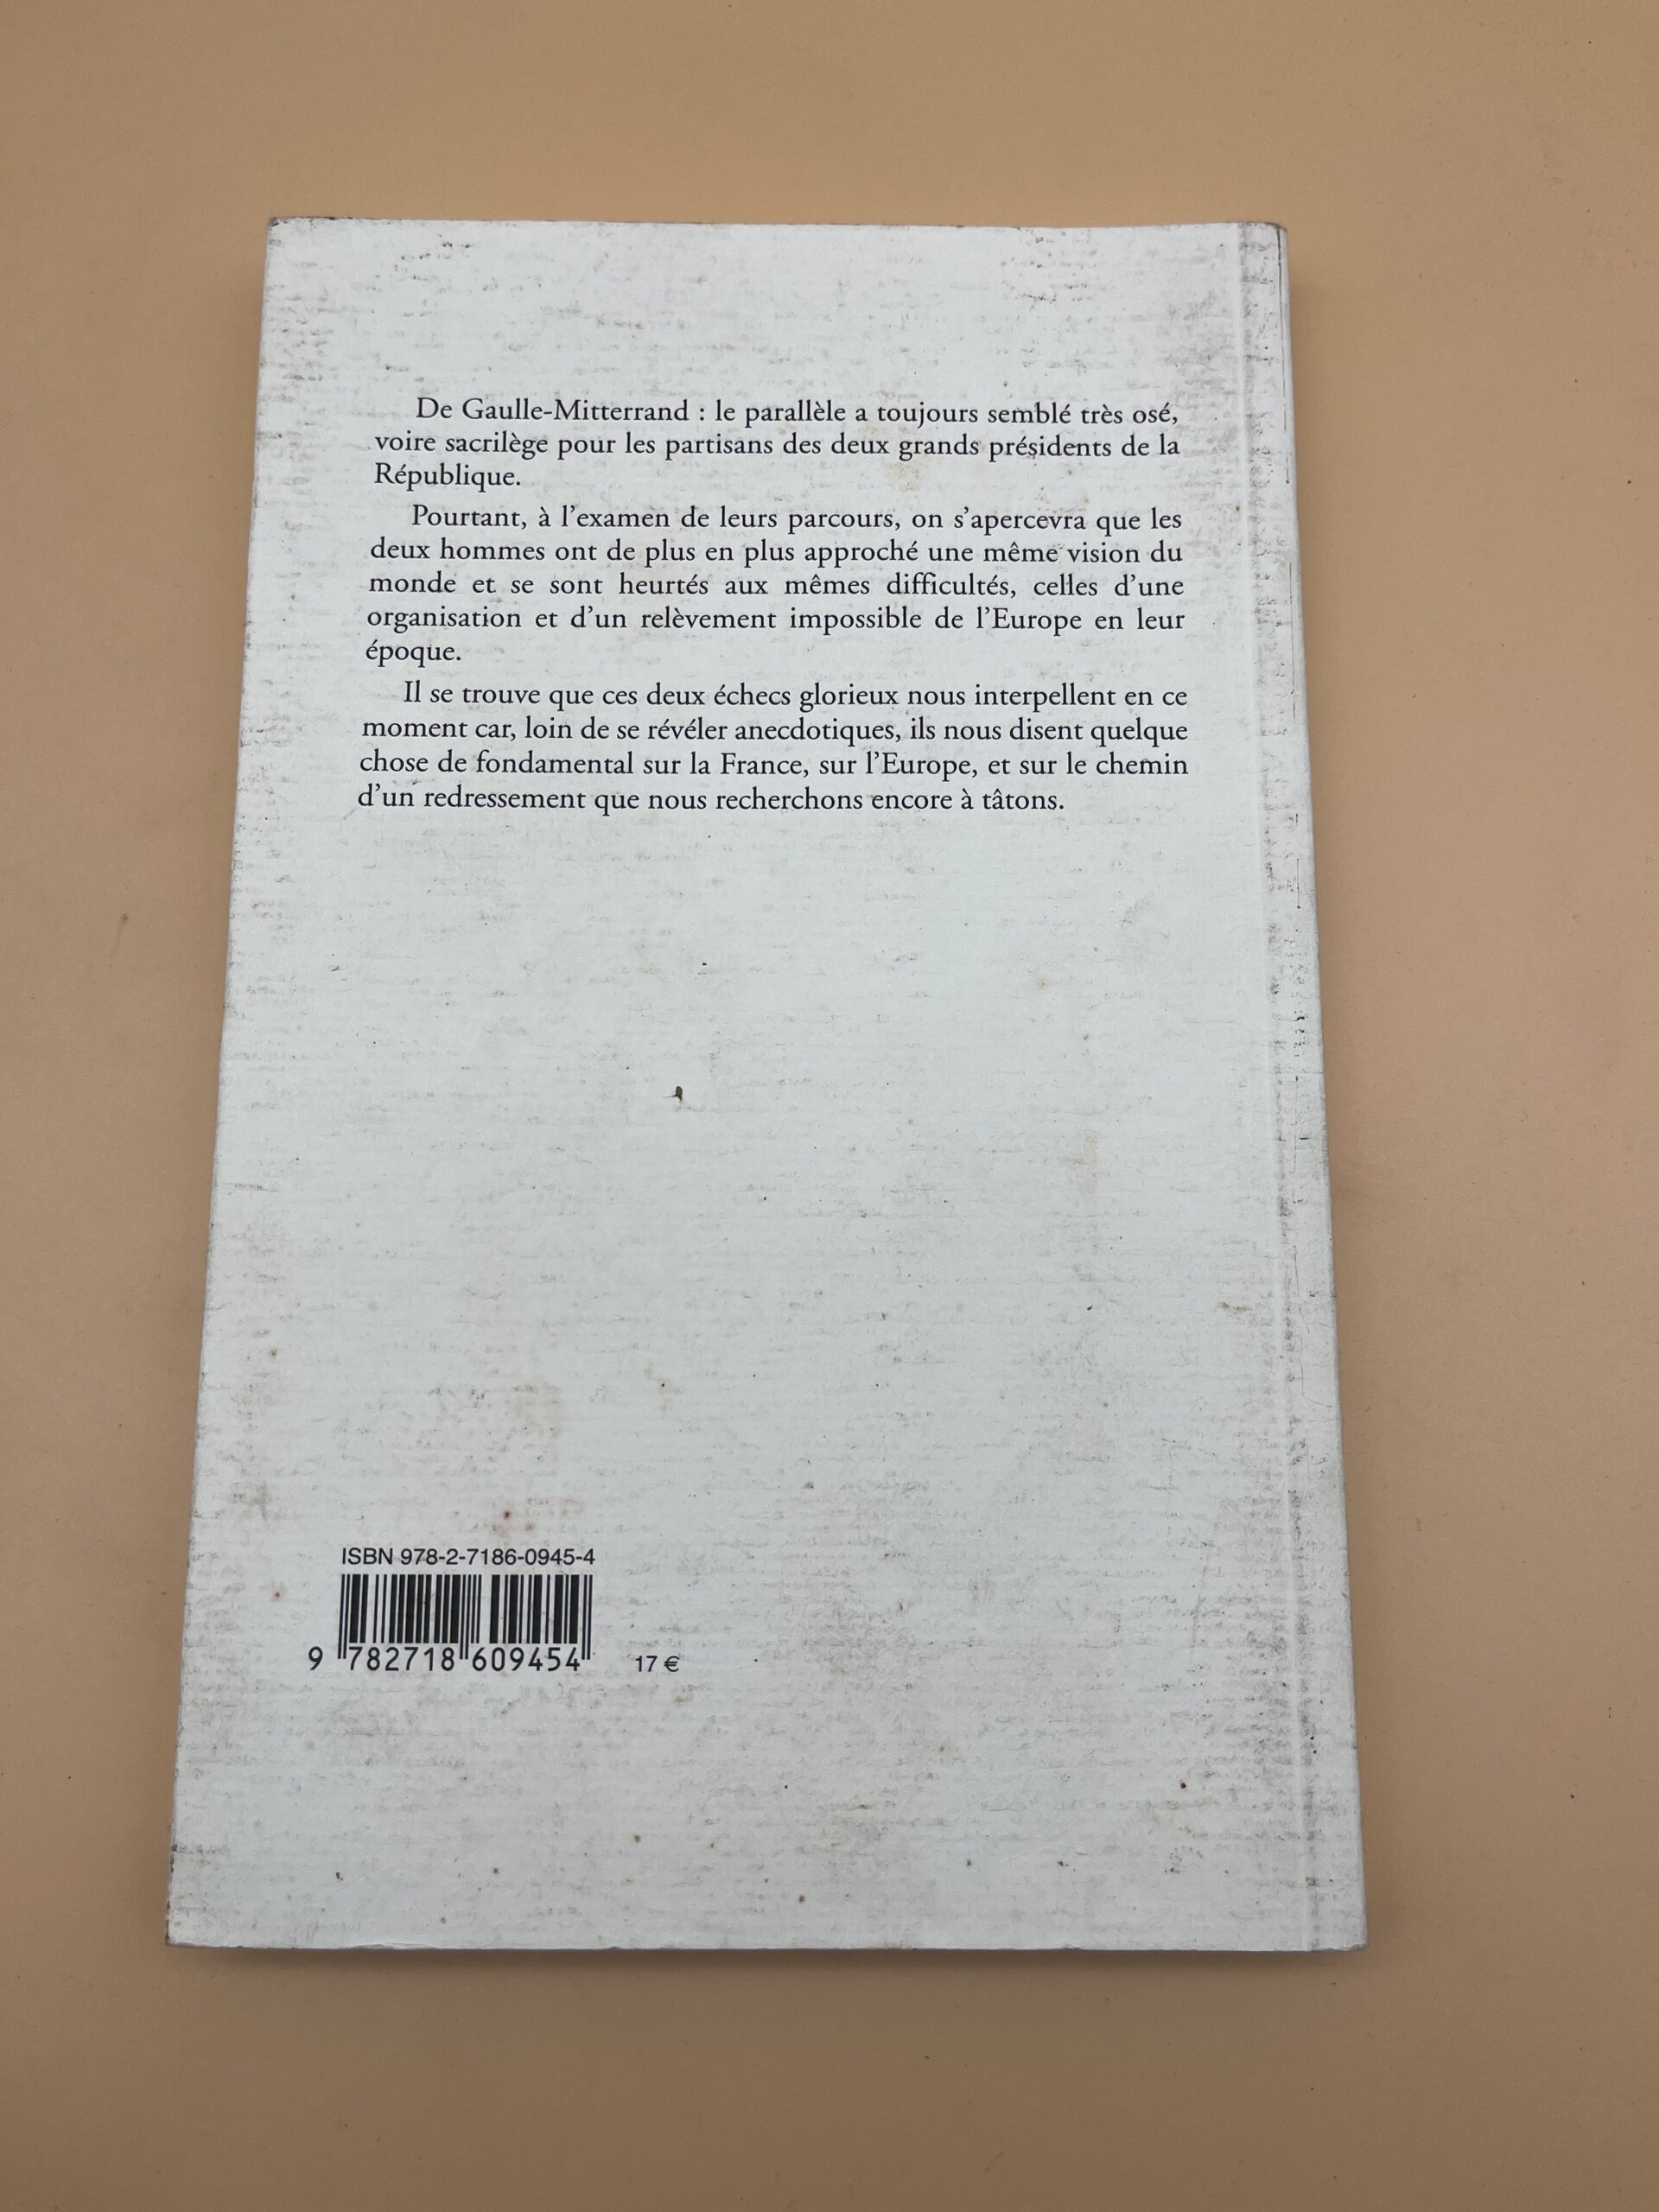 De Gaulle-Mitterrand : le parallèle a toujours semblé très osé,
voire sacrilège pour les partisans des deux grands présidents de la
République.
Pourtant, à l'examen de leurs parcours, on s'apercevra que les
deux hommes ont de plus en plus approché une même vision du
monde et se sont heurtés aux mêmes difficultés, celles d'une
organisation et d'un relèvement impossible de l'Europe en leur
époque.
Il se trouve que ces deux échecs glorieux nous interpellent en ce
moment car, loin de se révéler anecdotiques, ils nous disent quelque
chose de fondamental sur la France, sur l'Europe, et sur le chemin
d'un redressement que nous recherchons encore à tâtons.
ISBN 978-2-7186-0945-4
9 782718 609454
17 €